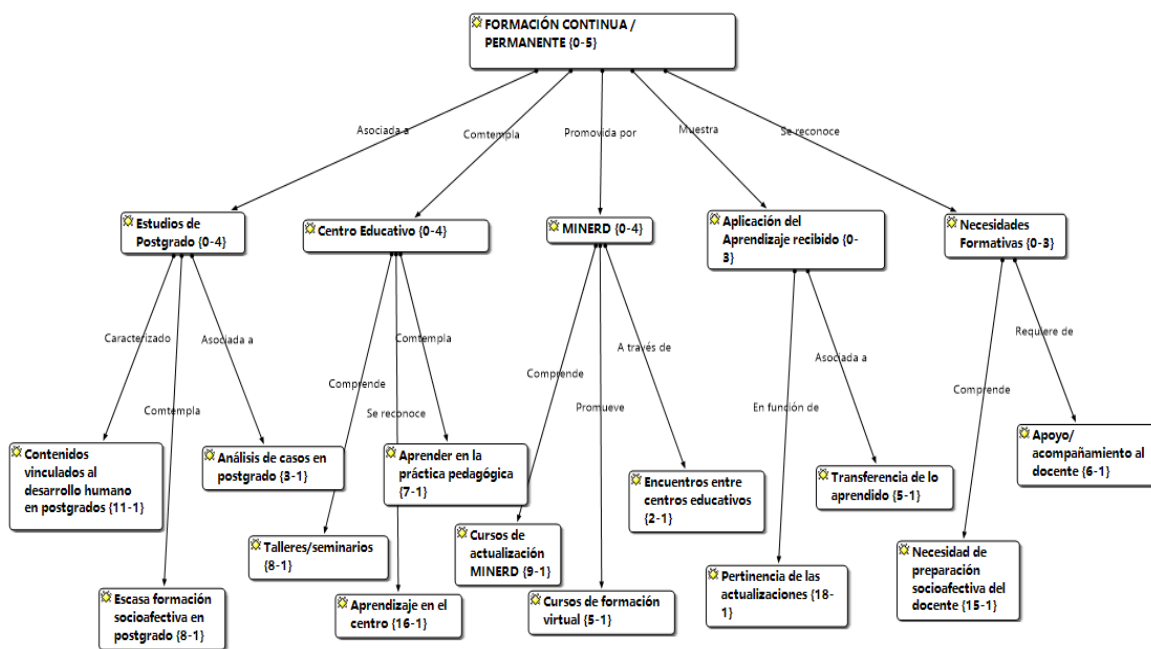 FORMACIÓN CONTINUA /
PERMANENTE {0-5}
Asociada a
Comtempla
Promovida por
Muestra
Se reconoce
Estudios de
Postgrado {0-4}
Centro Educativo {0-4}
MINERD {0-4}
Aplicación del
Aprendizaje recibido {0-
3}
Necesidades
Formativas {0-3}
Caracterizado
Asociada a
Comtempla
Comprende
Se reconoce
Comtempla
Comprende
Promueve
A través de
En función de
Asociada a
Comprende
Requiere de
Contenidos
vinculados al
desarrollo humano
en postgrados {11-1}
Análisis de casos en
postgrado {3-1}
Aprender en la
práctica pedagógica
{7-1}
Encuentros entre
centros educativos
{2-1}
Transferencia de lo
aprendido {5-1}
Apoyo/
acompañamiento al
docente {6-1}
Talleres/seminarios
{8-1}
Cursos de
actualización
MINERD {9-1}
Necesidad de
preparación
socioafectiva del
docente {15-1}
Escasa formación
socioafectiva en
postgrado {8-1}
Aprendizaje en el
centro {16-1}
Cursos de formación
virtual {5-1}
Pertinencia de las
actualizaciones {18-
1}